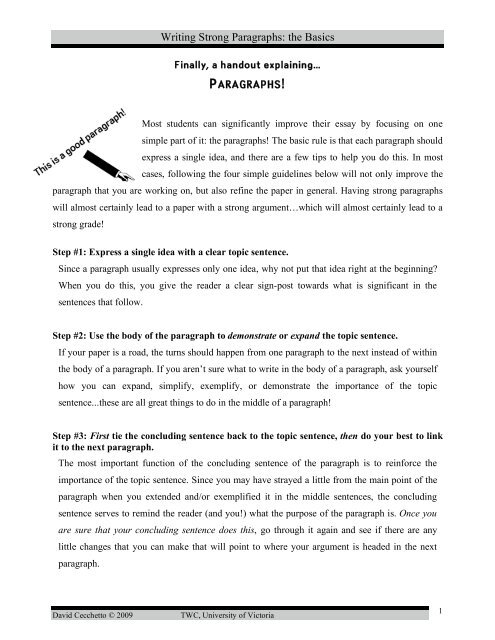 Writing Strong Paragraphs: the Basics
Finally, a handout explaining...
PARAGRAPHS!
This is a good paragraph!
Most students can significantly improve their essay by focusing on one
simple part of it: the paragraphs! The basic rule is that each paragraph should
express a single idea, and there are a few tips to help you do this. In most
cases, following the four simple guidelines below will not only improve the
paragraph that you are working on, but also refine the paper in general. Having strong paragraphs
will almost certainly lead to a paper with a strong argument…which will almost certainly lead to a
strong grade!
Step #1: Express a single idea with a clear topic sentence.
Since a paragraph usually expresses only one idea, why not put that idea right at the beginning?
When you do this, you give the reader a clear sign-post towards what is significant in the
sentences that follow.
Step #2: Use the body of the paragraph to demonstrate or expand the topic sentence.
If your paper is a road, the turns should happen from one paragraph to the next instead of within
the body of a paragraph. If you aren’t sure what to write in the body of a paragraph, ask yourself
how you can expand, simplify, exemplify, or demonstrate the importance of the topic
sentence...these are all great things to do in the middle of a paragraph!
Step #3: First tie the concluding sentence back to the topic sentence, then do your best to link
it to the next paragraph.
The most important function of the concluding sentence of the paragraph is to reinforce the
importance of the topic sentence. Since you may have strayed a little from the main point of the
paragraph when you extended and/or exemplified it in the middle sentences, the concluding
sentence serves to remind the reader (and you!) what the purpose of the paragraph is. Once you
are sure that your concluding sentence does this, go through it again and see if there are any
little changes that you can make that will point to where your argument is headed in the next
paragraph.
David Cecchetto © 2009 TWC, University of Victoria
1